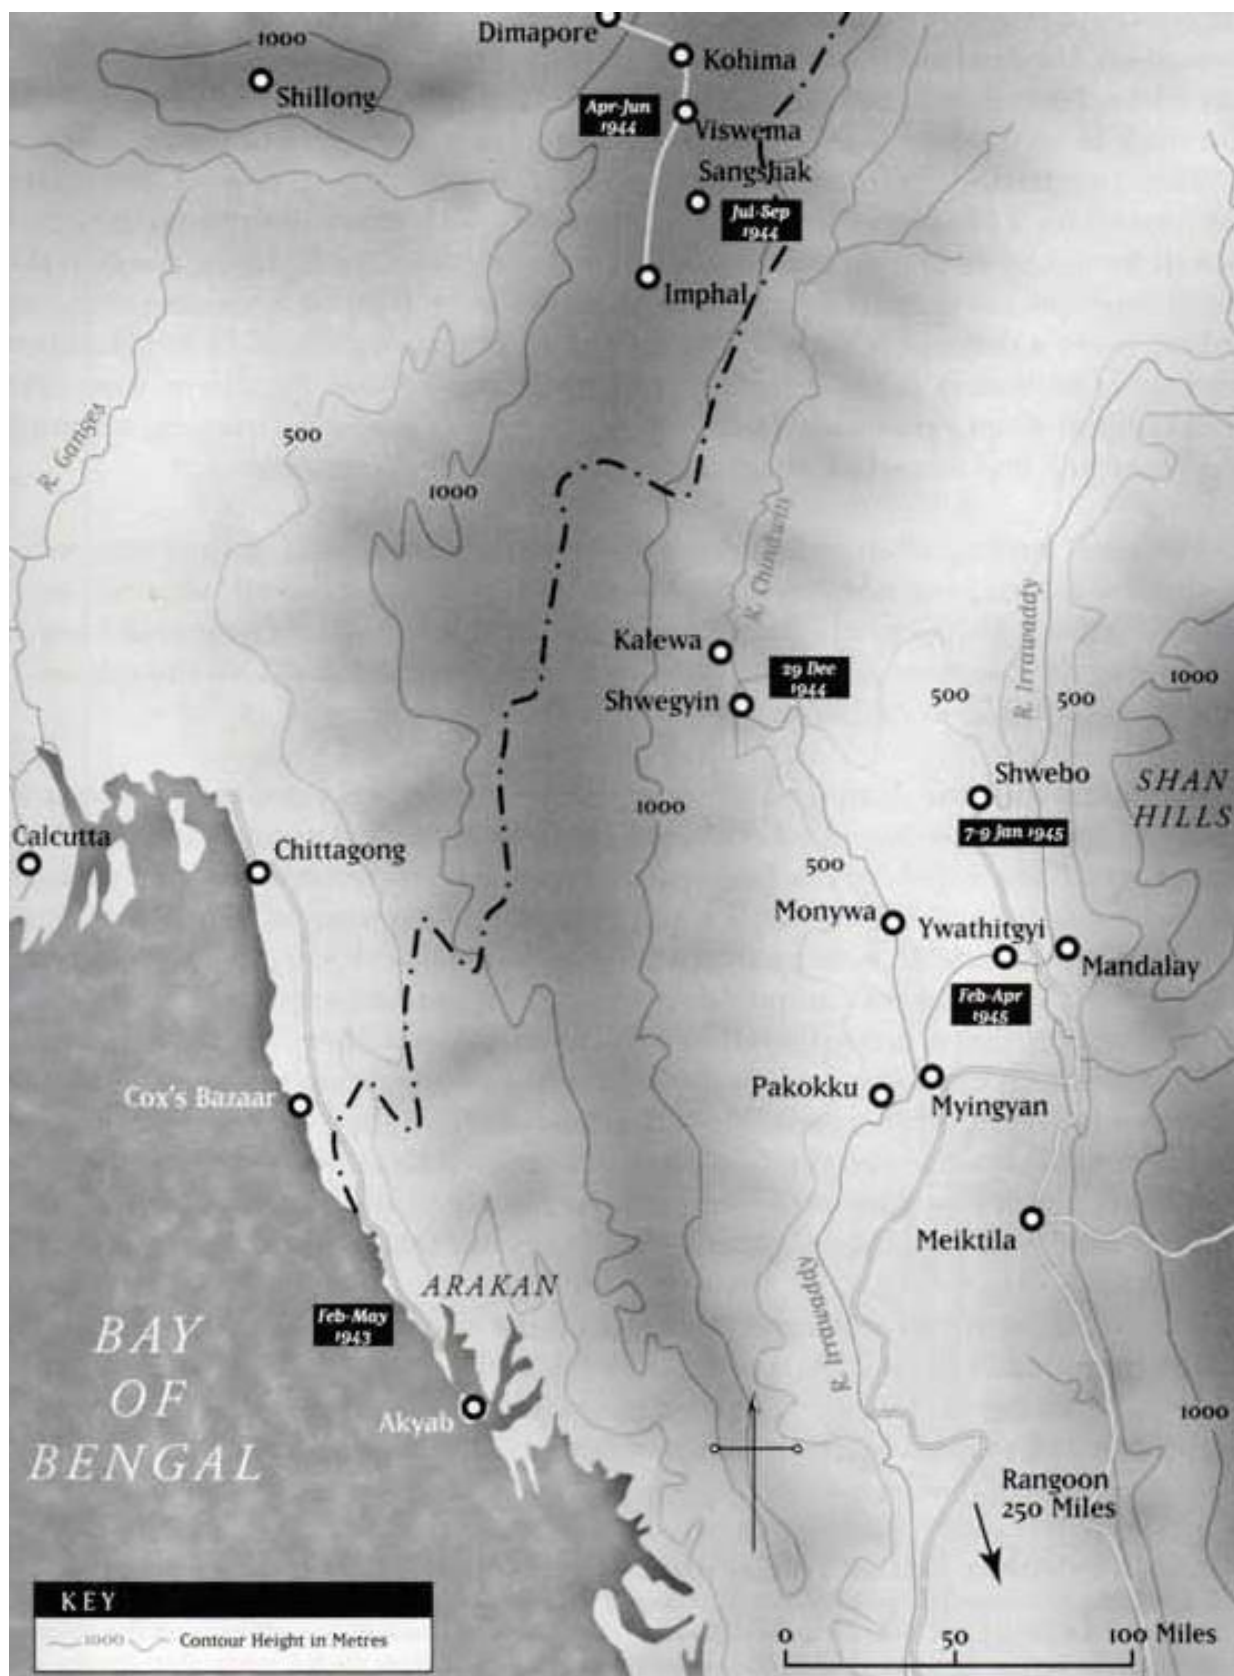 Dimapore
1000
Kohima
Shillong
Apr-Jun
1944
Viswema
Sangshak
Jul-Sep
1944
Imphal
R. Ganges
500
1000
R. Chindwin
R. Irrawaddy
Kalewa
29 Dec
1944
Shwegyin
500
500
1000
Shwebo
SHAN
HILLS
7-9 Jan 1945
1000
Calcutta
Chittagong
500
Monywa
Ywathitgyi
Mandalay
Feb-Apr
1945
Cox's Bazaar
Pakokku
Myingyan
Meiktila
ARAKAN
R. Irrawaddy
Feb-May
1943
BAY
OF
BENGAL
Akyab
1000
Rangoon
250 Miles
KEY
1000
Contour Height in Metres
0
50
100 Miles